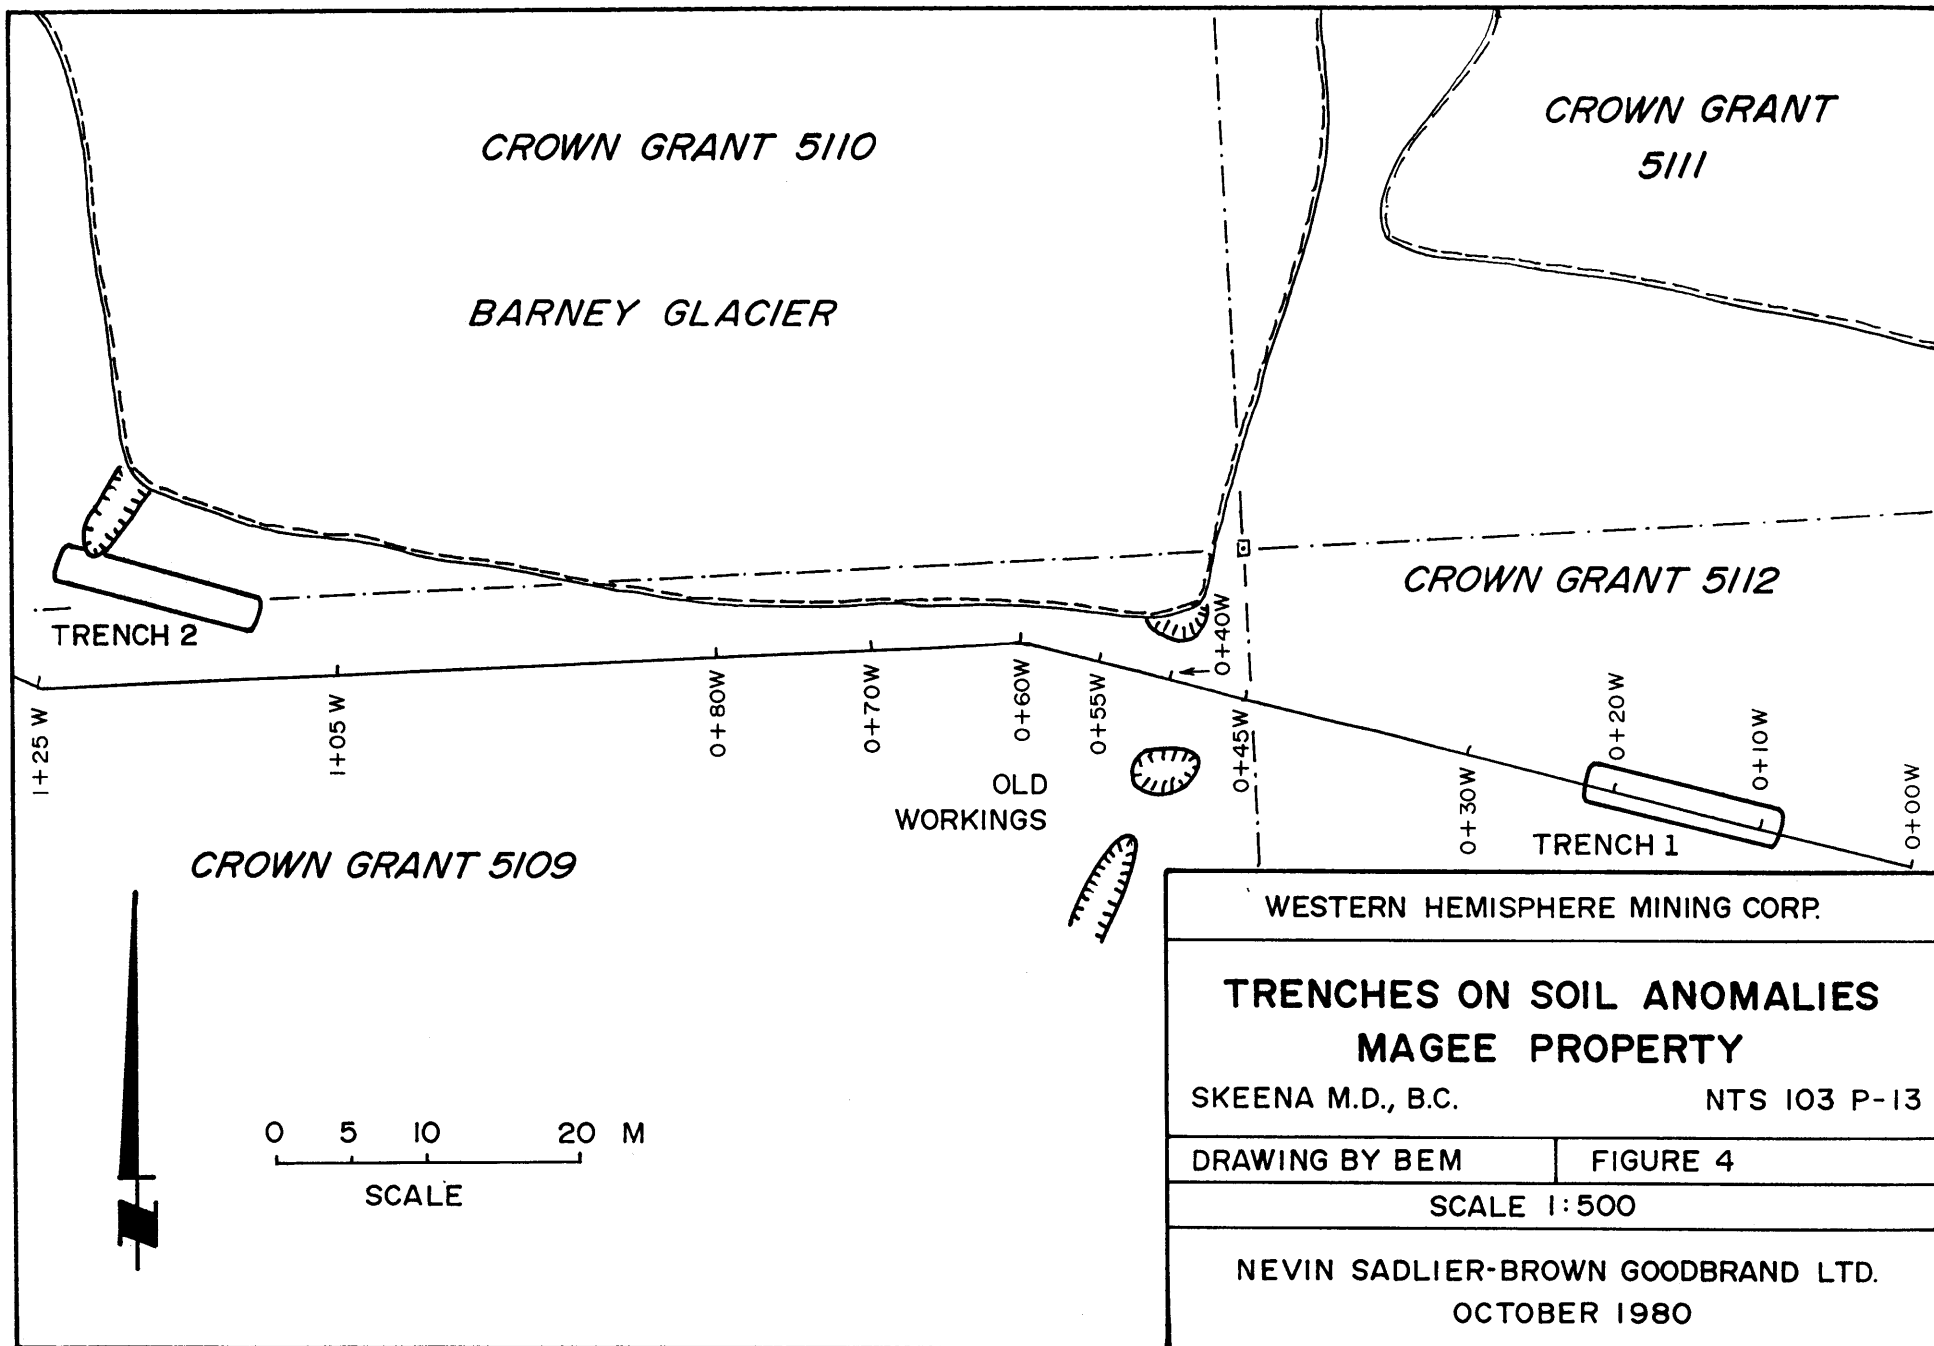 CROWN GRANT 5110
CROWN GRANT
5111
BARNEY GLACIER
CROWN GRANT 5112
TRENCH 2
0+40W
1+25 W
1+05 W
0+80W
0+70W
0+60W
0+55W
0+45W
0+30W
0+20W
0+10W
0+00W
OLD
WORKINGS
TRENCH 1
CROWN GRANT 5109
0 5 10 20 M
SCALE
WESTERN HEMISPHERE MINING CORP.
TRENCHES ON SOIL ANOMALIES
MAGEE PROPERTY
SKEENA M.D., B.C. NTS 103 P-13
DRAWING BY BEM FIGURE 4
SCALE 1:500
NEVIN SADLIER-BROWN GOODBRAND LTD.
OCTOBER 1980